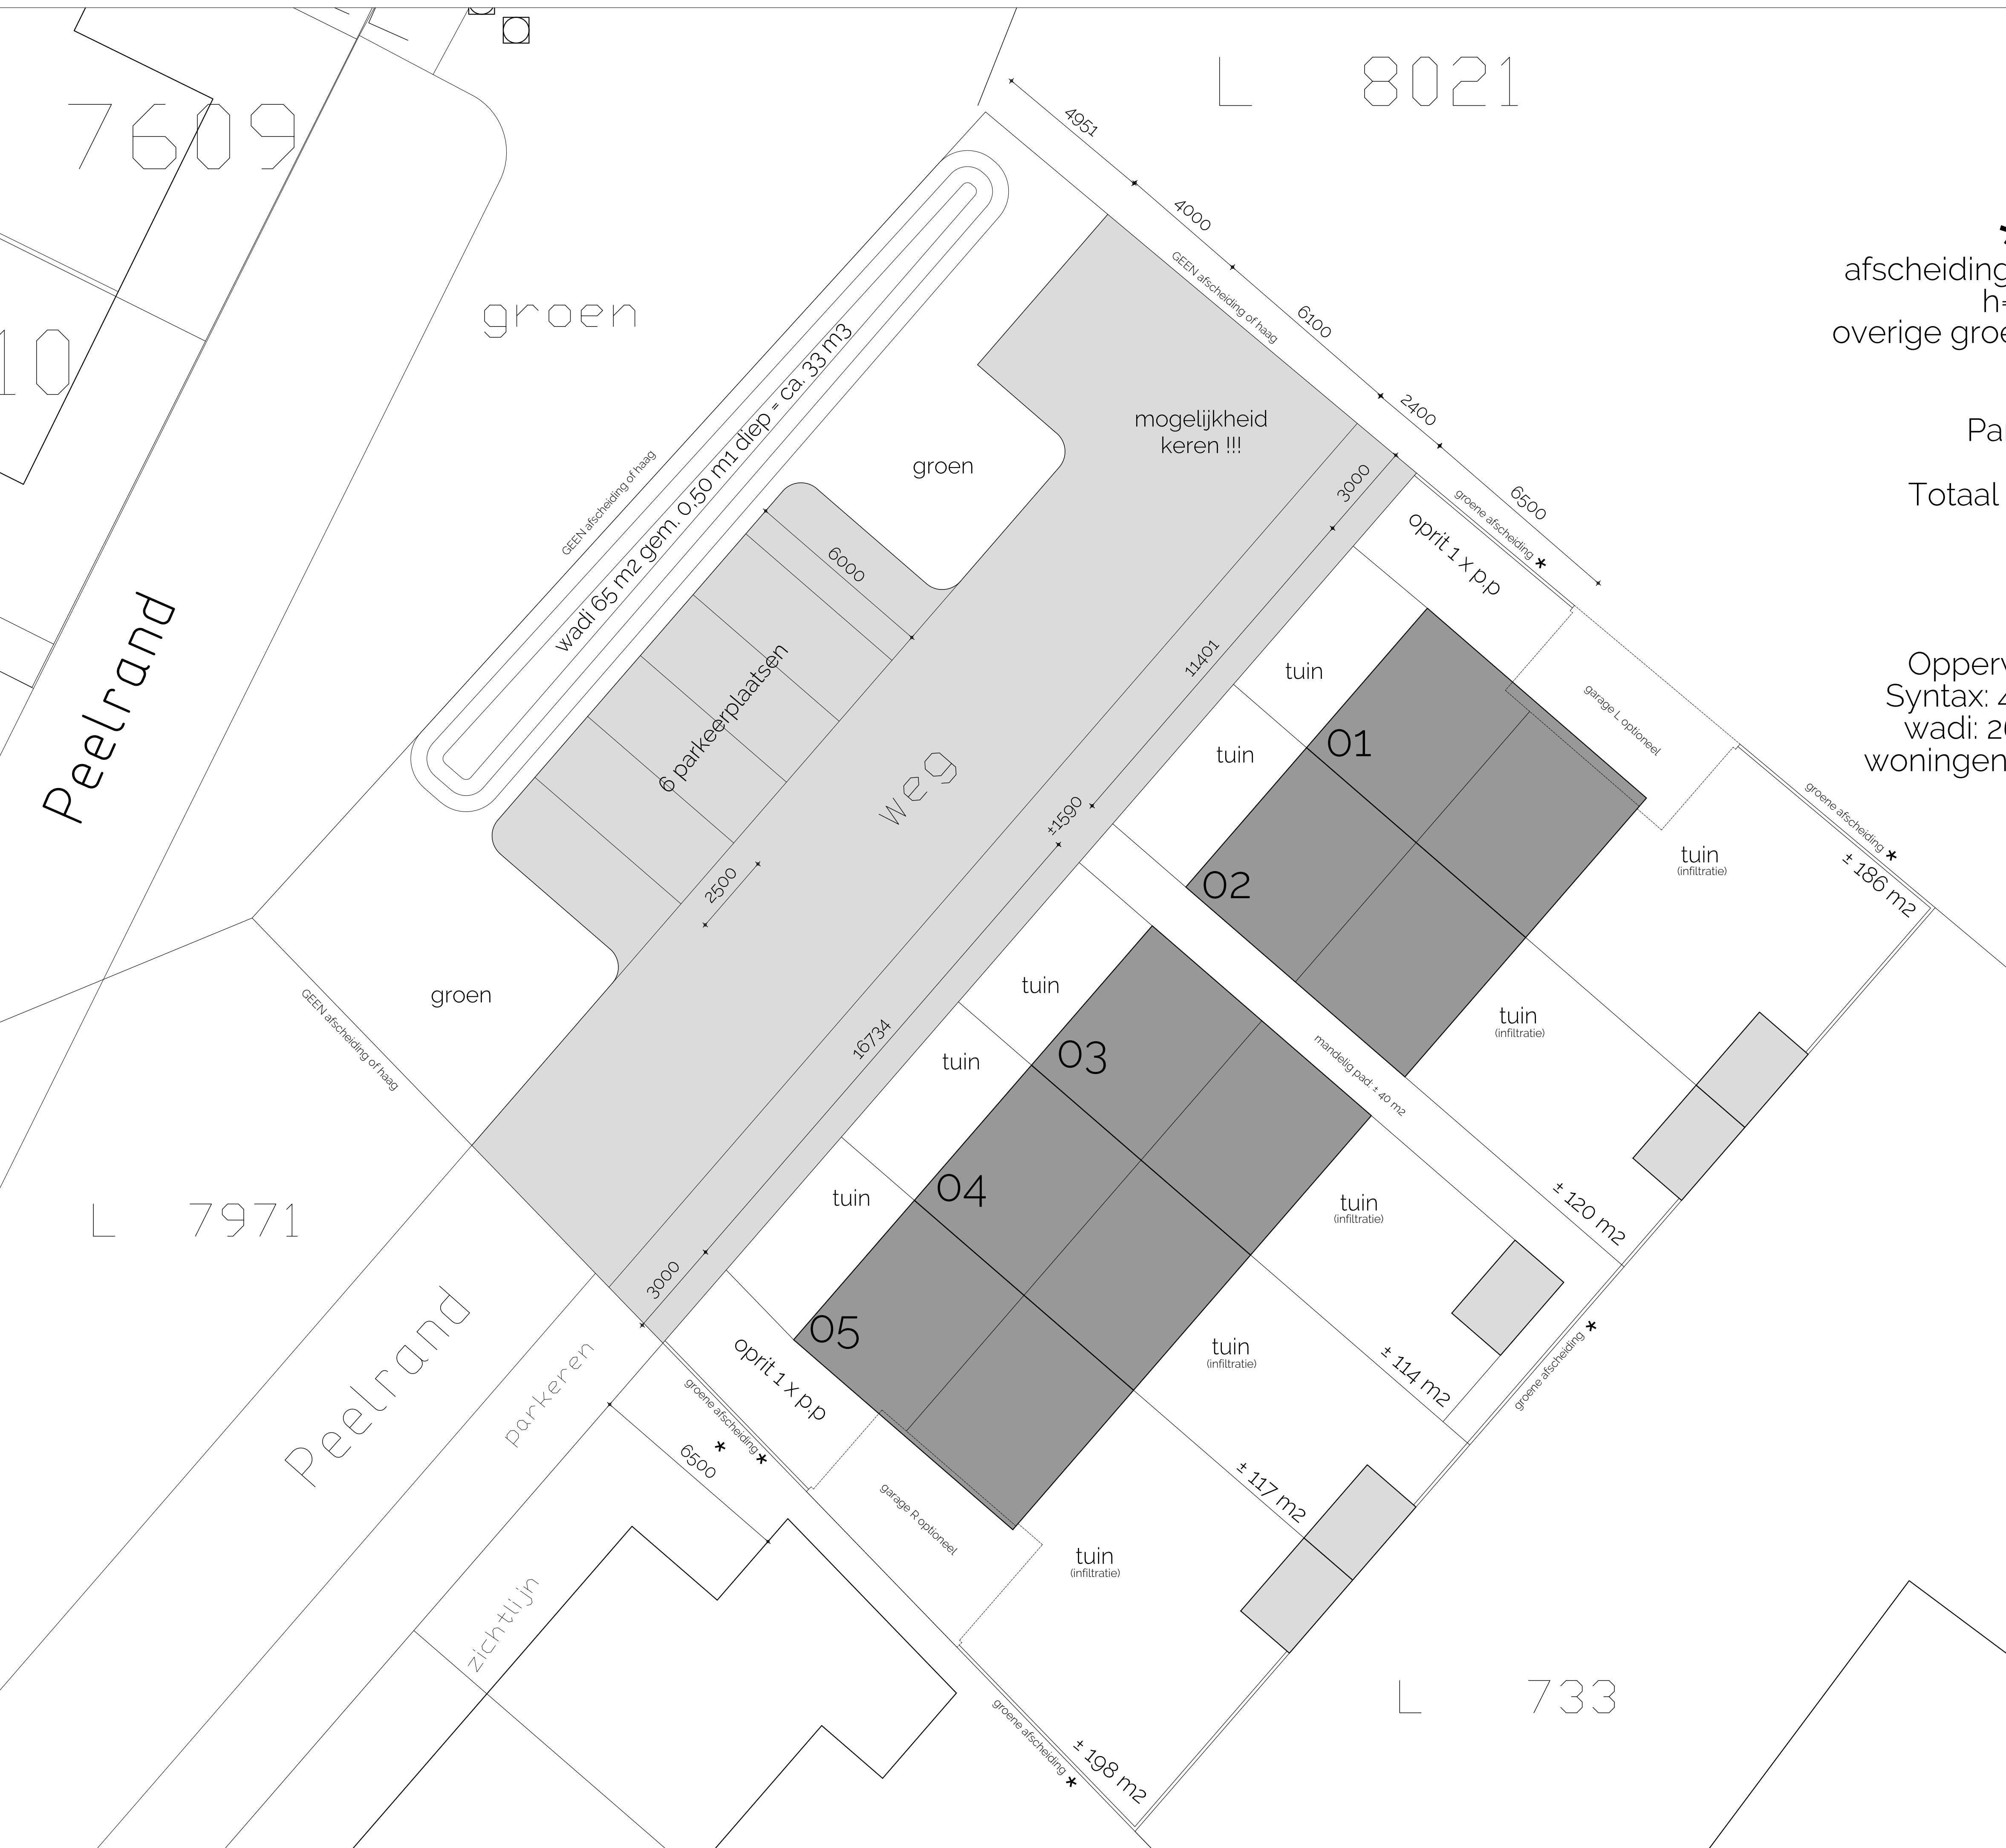 7609
10
groen
Peelrand
L 8021
4951
4000
6100
2400
6500
GEEN afscheiding of haag
GEEN afscheiding of haag
wadi 65 m2 gem. 0,50 m1 diep = ca. 33 m3
groen
mogelijkheid
keren !!!
3000
groene afscheiding *
oprit 1 x p.p
6000
6 parkeerplaatsen
weg
2500
11401
±1590
16734
3000
tuin
tuin
01
02
garage L optioneel
tuin
(infiltratie)
groene afscheiding *
± 186 m2
tuin
(infiltratie)
mandelig pad: ± 40 m2
± 120 m2
tuin
tuin
tuin
03
04
05
tuin
(infiltratie)
± 114 m2
tuin
(infiltratie)
± 117 m2
groene afscheiding *
groen
GEEN afscheiding of haag
L 7971
Peelrand
parkeren
zichtlijn
oprit 1 x p.p
groene afscheiding *
*
6500
garage R optioneel
tuin
(infiltratie)
groene afscheiding *
± 198 m2
L 733
afscheiding
h=
overige groe
Par
Totaal
Opperv
Syntax: 4
wadi: 20
woningen